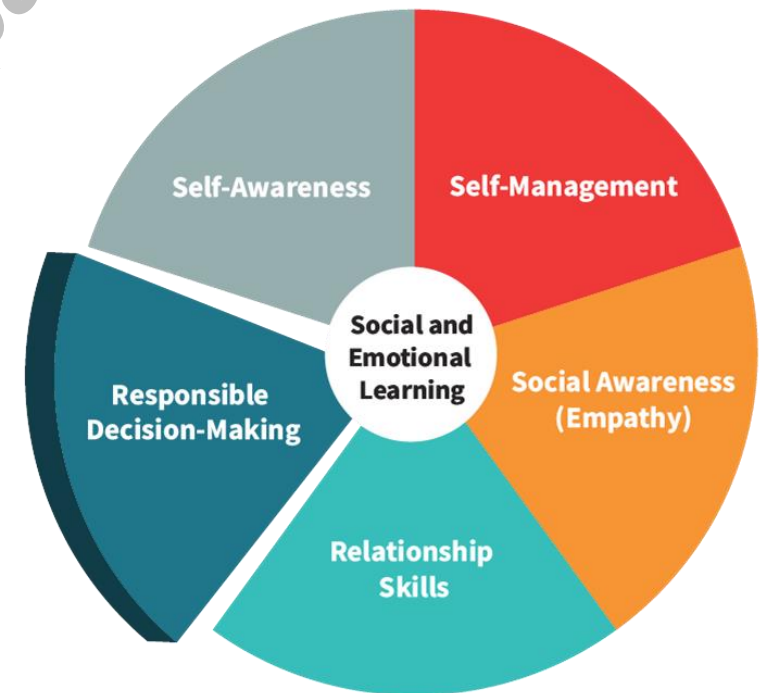 Self-Awareness
Self-Management
Social and
Emotional
Learning
Social Awareness
(Empathy)
Responsible
Decision-Making
Relationship
Skills